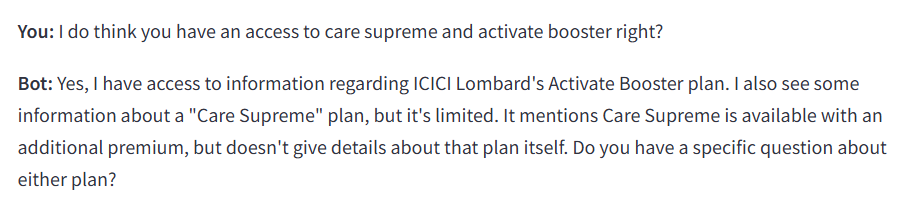 You: I do think you have an access to care supreme and activate booster right?
Bot: Yes, I have access to information regarding ICICI Lombard's Activate Booster plan. I also see some
information about a "Care Supreme" plan, but it's limited. It mentions Care Supreme is available with an
additional premium, but doesn't give details about that plan itself. Do you have a specific question about
either plan?